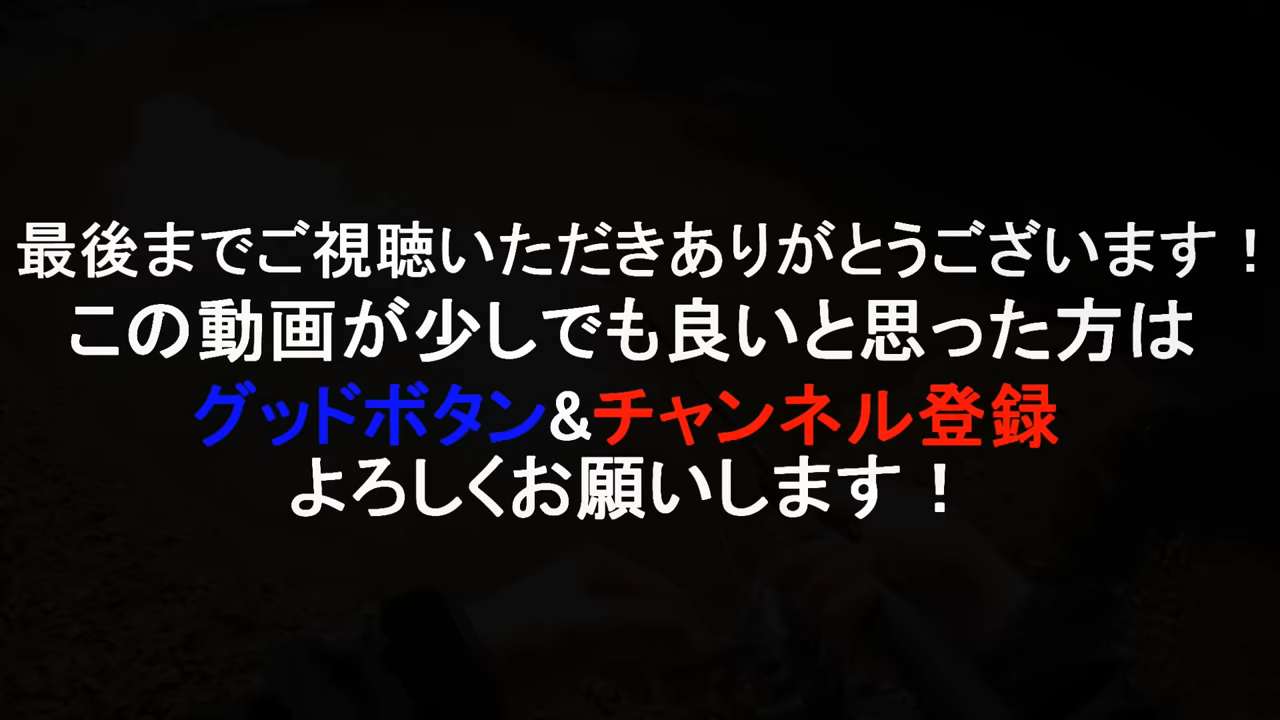 最後までご視聴いただきありがとうございます！
この動画が少しでも良いと思った方は
グッドボタン&チャンネル登録
よろしくお願いします！